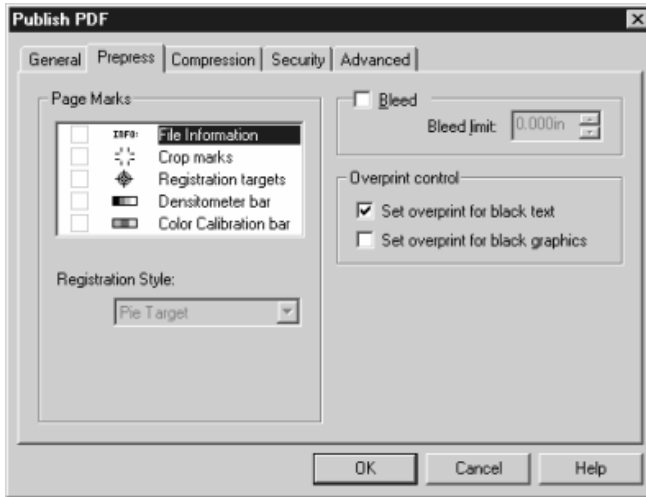 Publish PDF
General Prepress Compression Security Advanced
Page Marks
INFO: File Information
Crop marks
Registration targets
Densitometer bar
Color Calibration bar
Registration Style:
Pie Target
Bleed
Bleed limit: 0.000in
Overprint control
Set overprint for black text
Set overprint for black graphics
OK Cancel Help